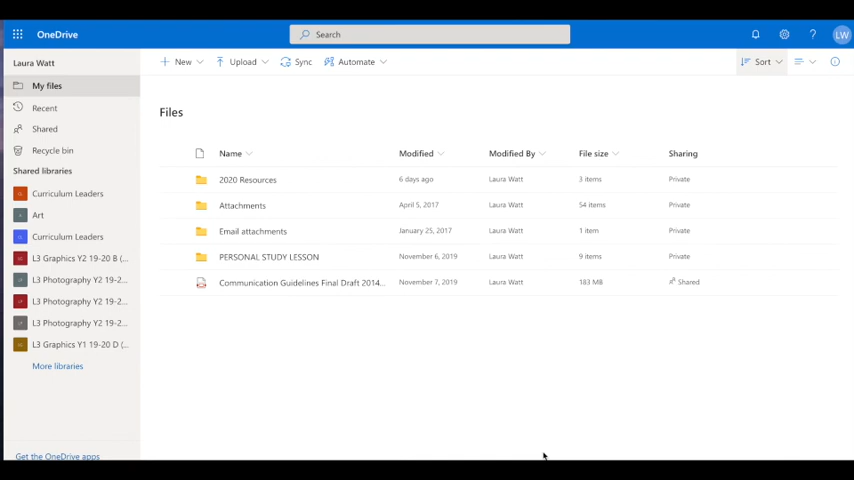 OneDrive
Search
LW
Laura Watt
New
Upload
Sync
Automate
Sort
My files
Recent
Shared
Recycle bin
Shared libraries
Curriculum Leaders
Art
Curriculum Leaders
L3 Graphics Y2 19-20 B (...
L3 Photography Y2 19-2...
L3 Photography Y2 19-2...
L3 Photography Y2 19-2...
L3 Graphics Y1 19-20 D (...
More libraries
Get the OneDrive apps
Files
Name Modified Modified By File size Sharing
2020 Resources 6 days ago Laura Watt 3 items Private
Attachments April 5, 2017 Laura Watt 54 items Private
Email attachments January 25, 2017 Laura Watt 1 item Private
PERSONAL STUDY LESSON November 6, 2019 Laura Watt 9 items Private
Communication Guidelines Final Draft 2014... November 7, 2019 Laura Watt 183 MB Shared